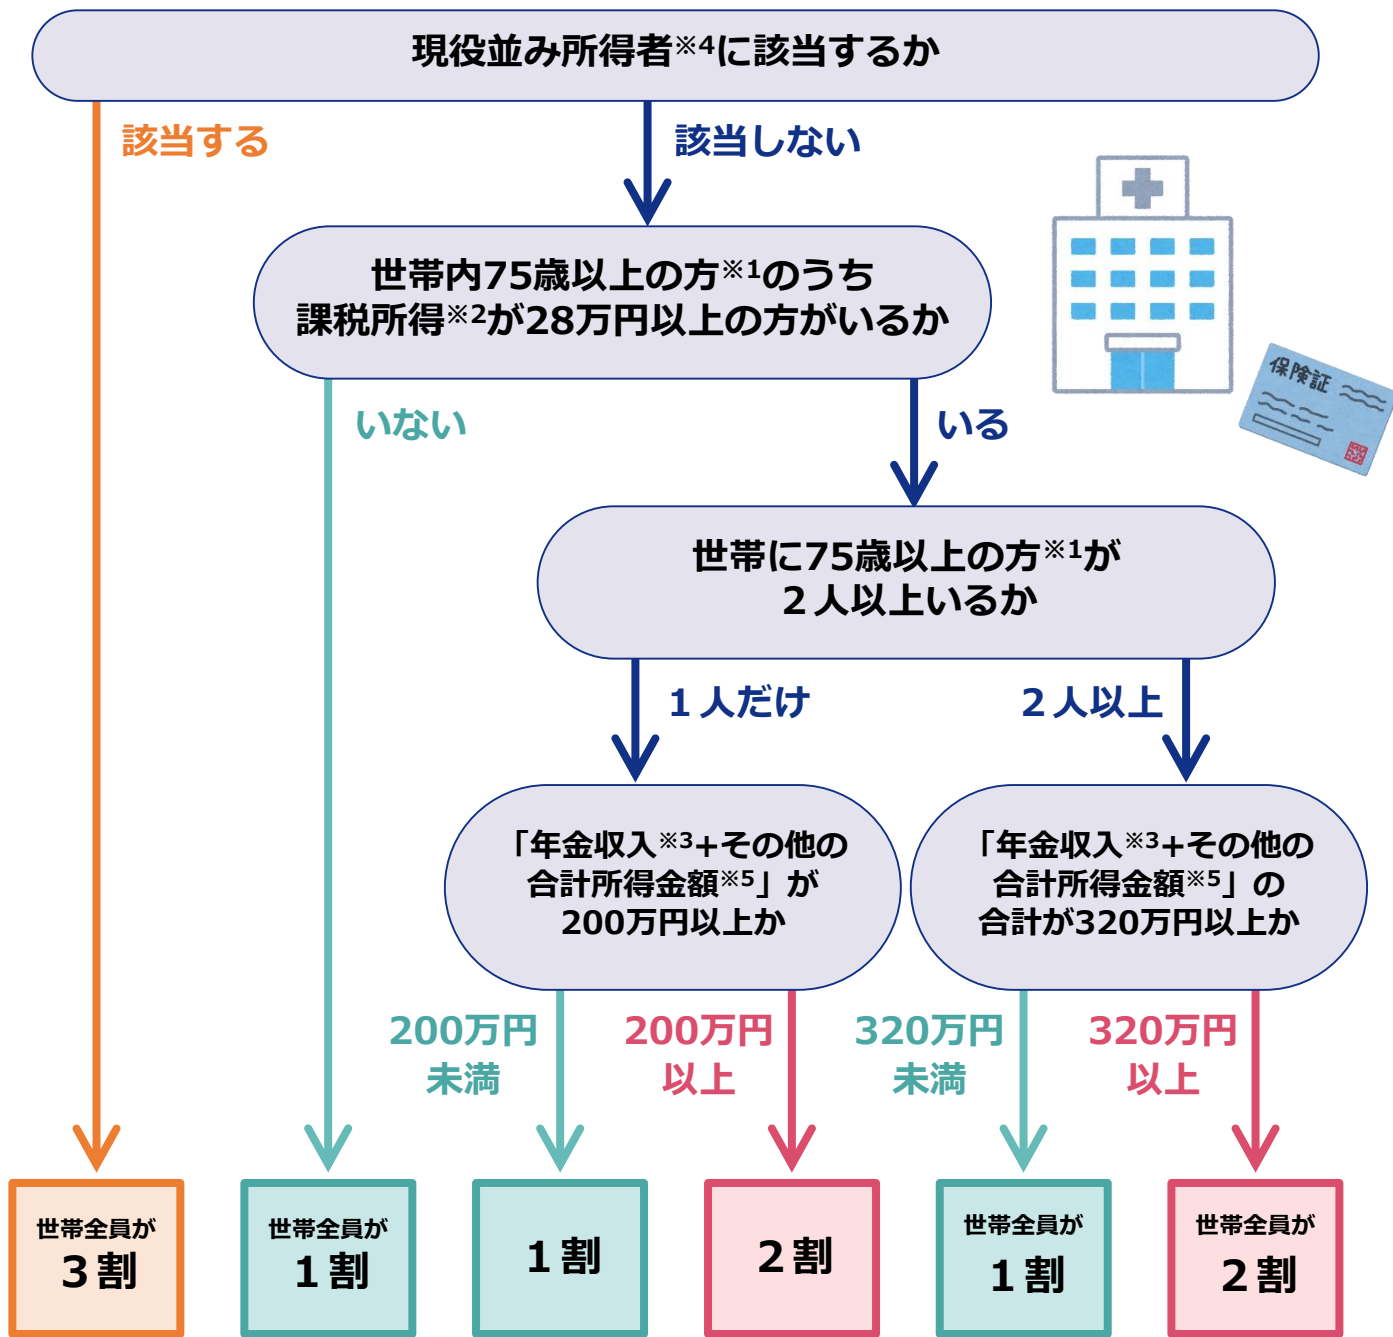 現役並み所得者※4に該当するか
該当する
該当しない
世帯内75歳以上の方※1のうち
課税所得※2が28万円以上の方がいるか
保険証
いない
いる
世帯に75歳以上の方※1が
２人以上いるか
１人だけ
２人以上
「年金収入※3+その他の
合計所得金額※5」が
200万円以上か
「年金収入※3+その他の
合計所得金額※5」の
合計が320万円以上か
200万円
未満
200万円
以上
320万円
未満
320万円
以上
世帯全員が
３割
世帯全員が
１割
１割
２割
世帯全員が
１割
世帯全員が
２割